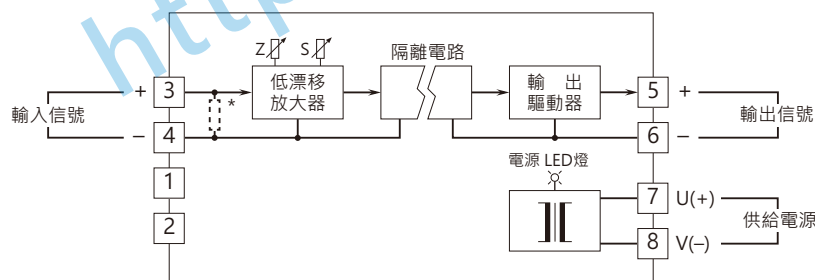 http
Z S
隔離電路
+ 3
低漂移
放大器
輸 出
驅動器
5 +
輸入信號
*
輸出信號
− 4
6 −
電源 LED燈
1
7 U(+)
供給電源
2
8 V(−)